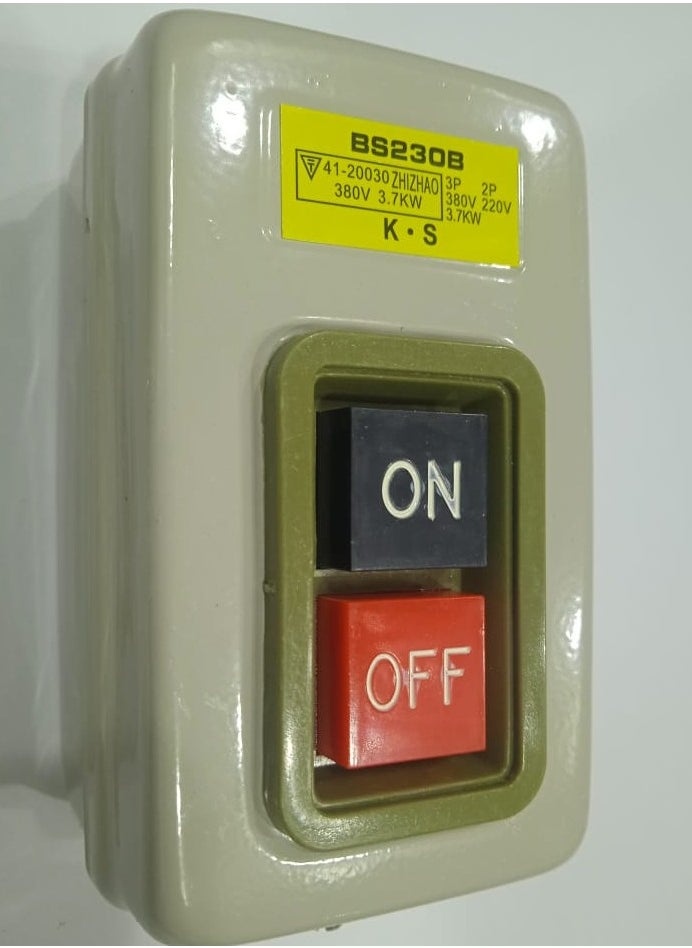 BS230B
41-20030 ZHIZHAO
380V 3.7KW
3P 2P
380V 220V
3.7KW
K·S
ON
OFF